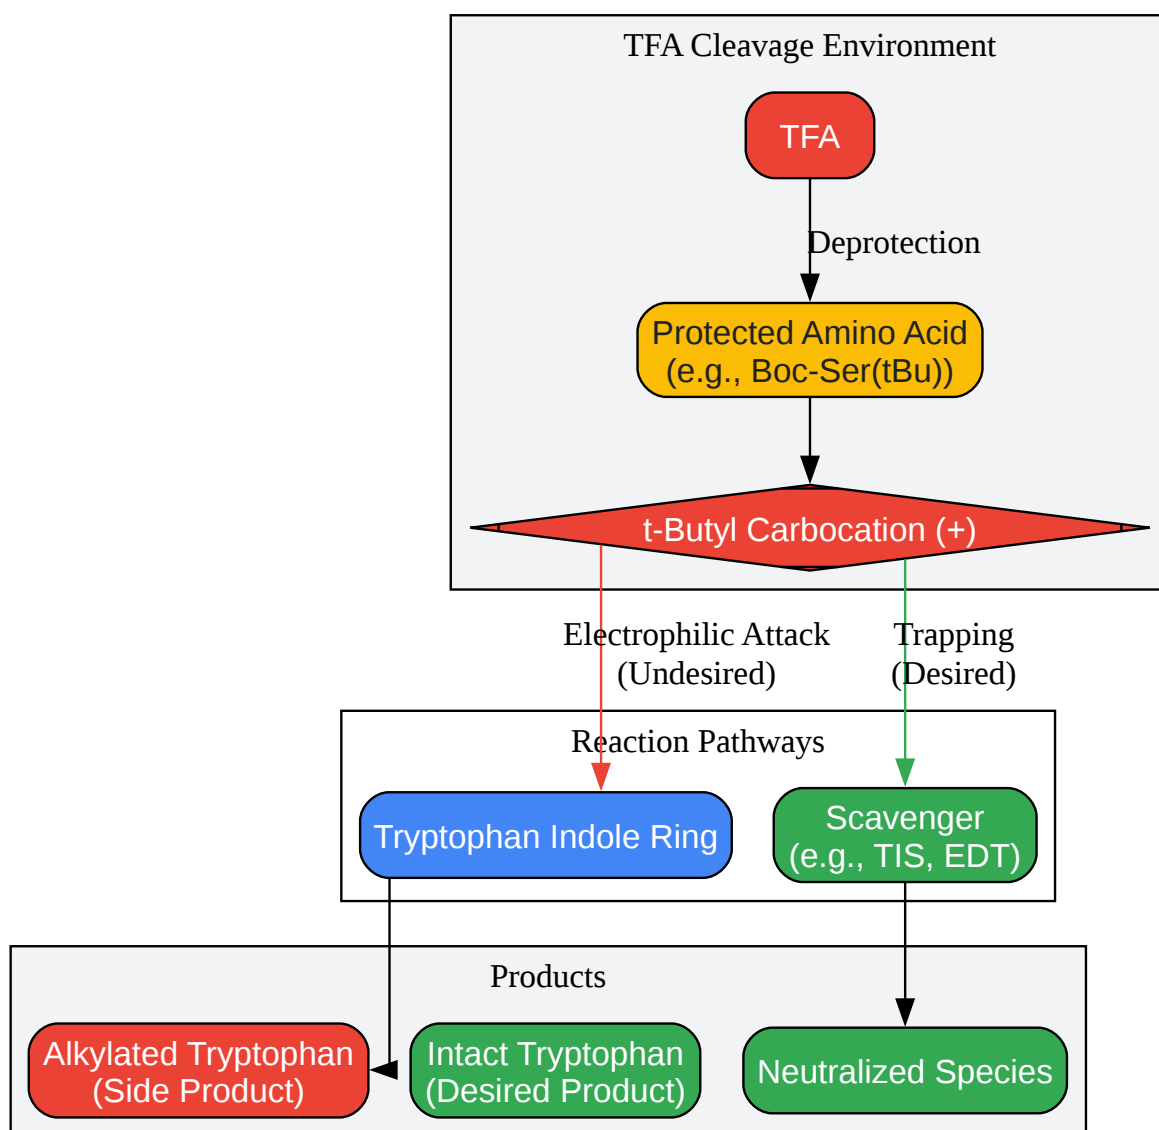 TFA Cleavage Environment
TFA
Deprotection
Protected Amino Acid
(e.g., Boc-Ser(tBu))
t-Butyl Carbocation (+)
Electrophilic Attack
(Undesired)
Trapping
(Desired)
Reaction Pathways
Tryptophan Indole Ring
Scavenger
(e.g., TIS, EDT)
Products
Alkylated Tryptophan
(Side Product)
Intact Tryptophan
(Desired Product)
Neutralized Species